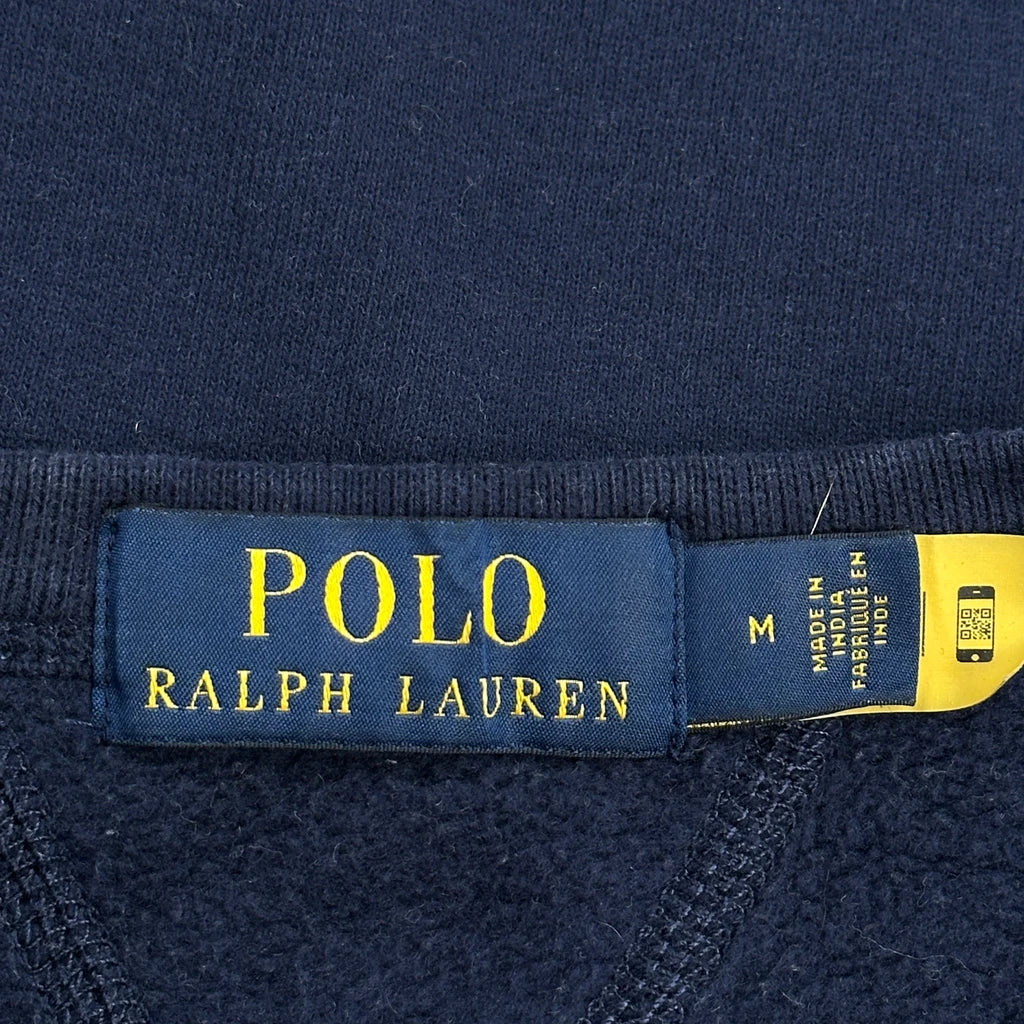 POLO
RALPH LAUREN
M
MADE IN
INDIA
FABRIQUÉ EN
INDE